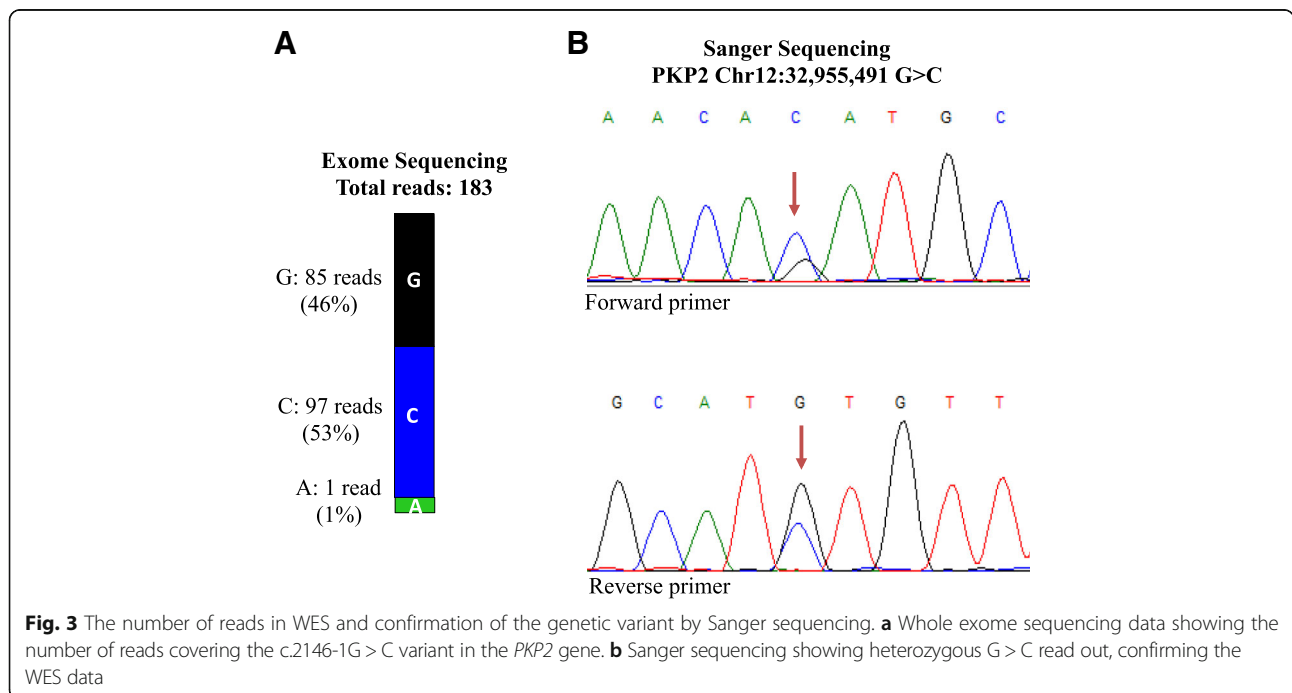 A
Exome Sequencing
Total reads: 183
G: 85 reads
(46%)
G
C: 97 reads
(53%)
C
A: 1 read
(1%)
A
B
Sanger Sequencing
PKP2 Chr12:32,955,491 G>C
A A C A C A T G C
Forward primer
G C A T G T G T T
Reverse primer
Fig. 3 The number of reads in WES and confirmation of the genetic variant by Sanger sequencing. a Whole exome sequencing data showing the
number of reads covering the c.2146-1G > C variant in the PKP2 gene. b Sanger sequencing showing heterozygous G > C read out, confirming the
WES data